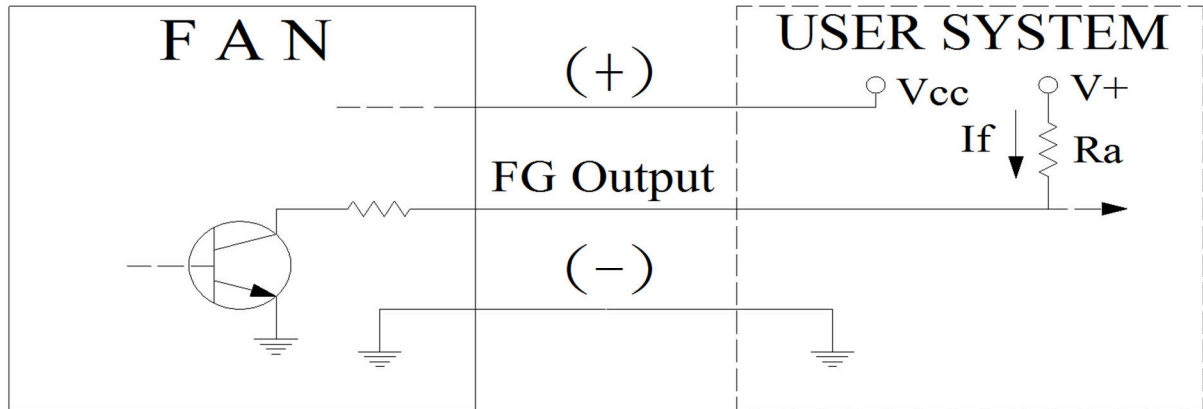 F A N
USER SYSTEM
(+)
Vcc
V+
If
Ra
FG Output
(-)